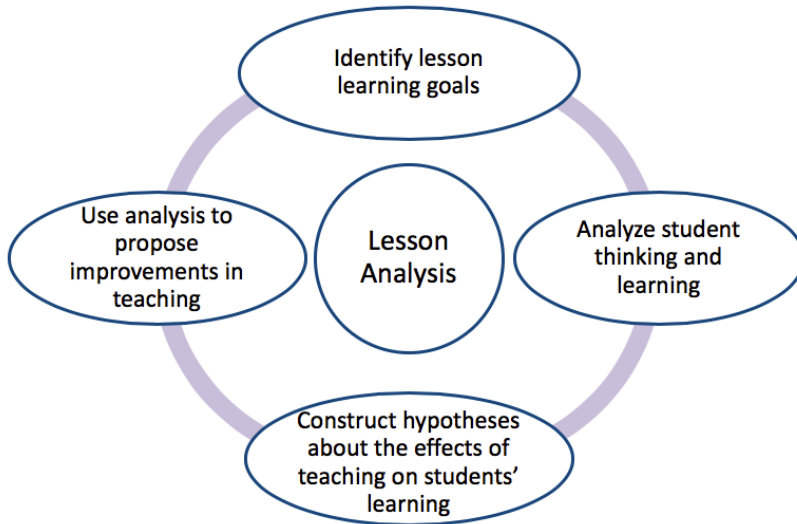 Identify lesson
learning goals
Use analysis to
propose
improvements in
teaching
Lesson
Analysis
Analyze student
thinking and
learning
Construct hypotheses
about the effects of
teaching on students’
learning